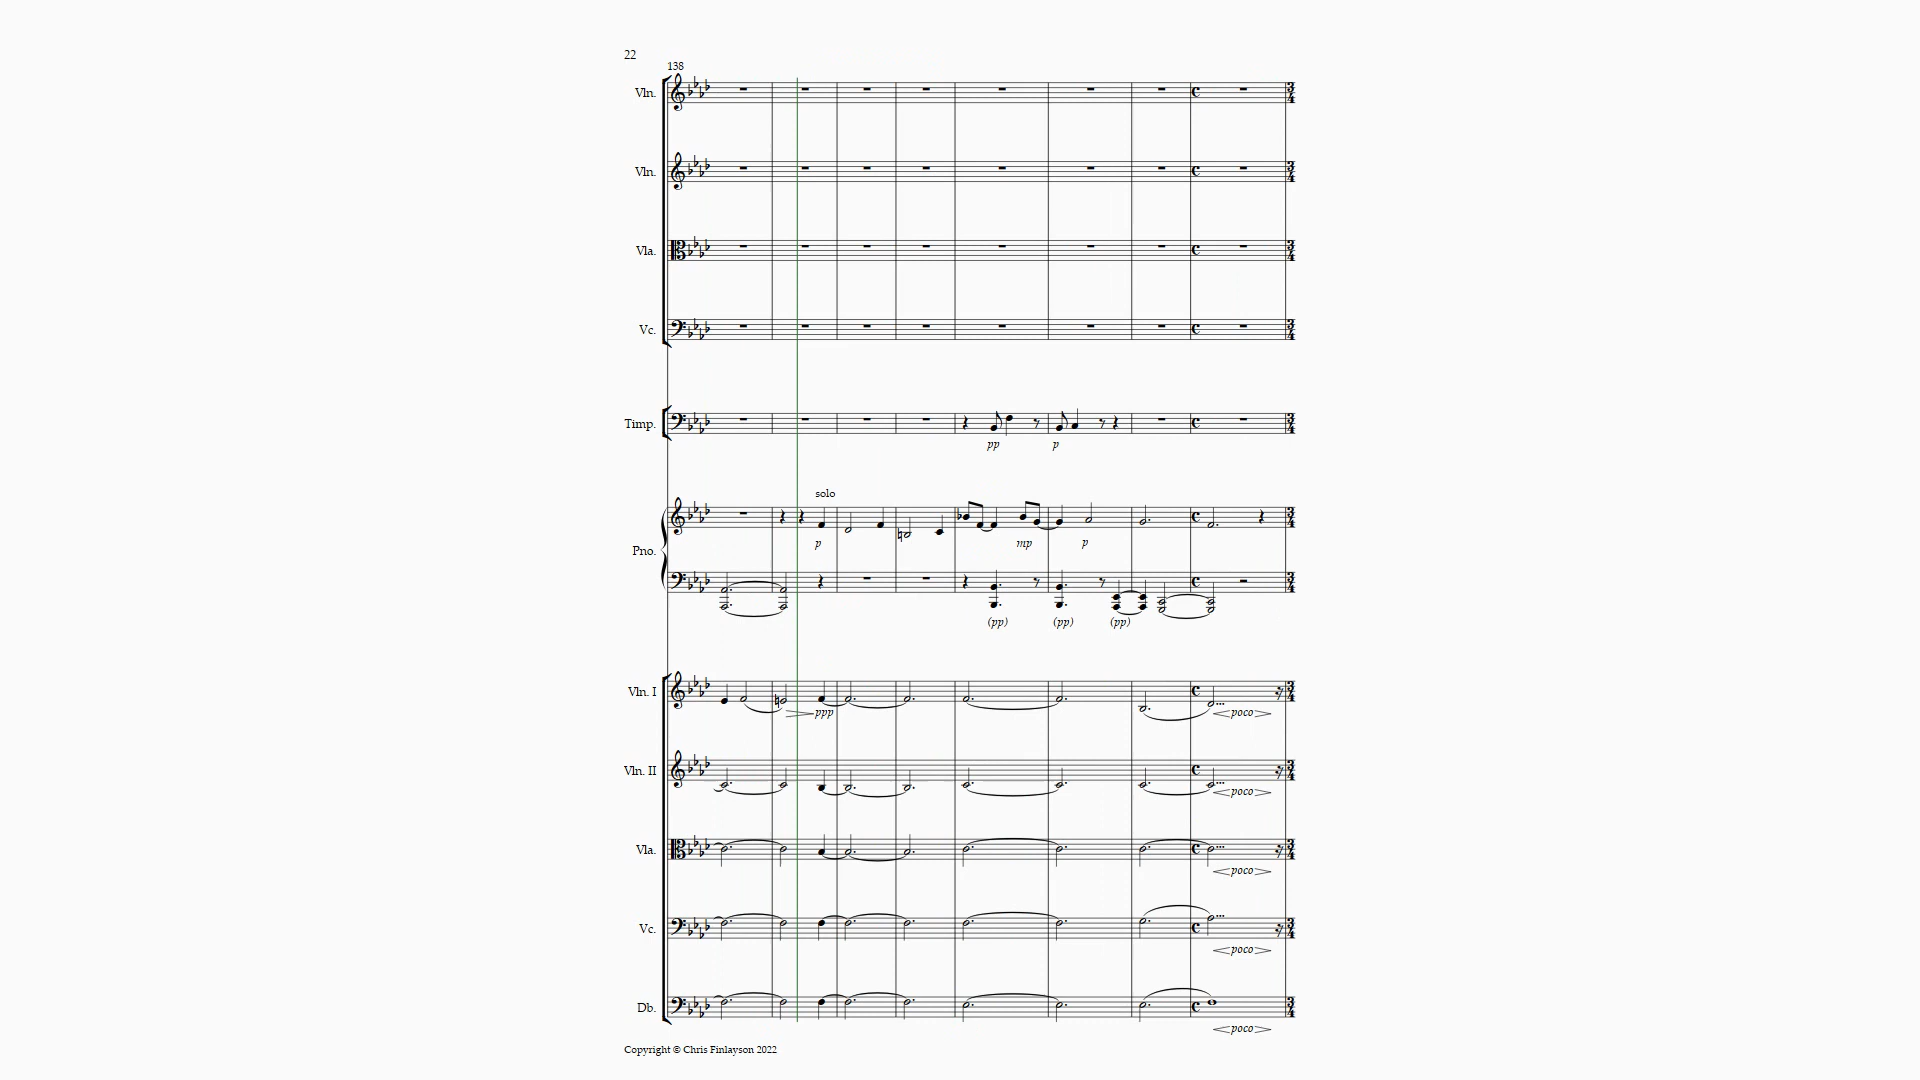 22
138
Vln.
Vln.
Vla.
Vc.
Timp.
pp p
solo
Pno.
p mp p
(pp) (pp) (pp)
Vln. I
ppp poco
Vln. II
poco
Vla.
poco
Vc.
poco
Db.
poco
Copyright © Chris Finlayson 2022